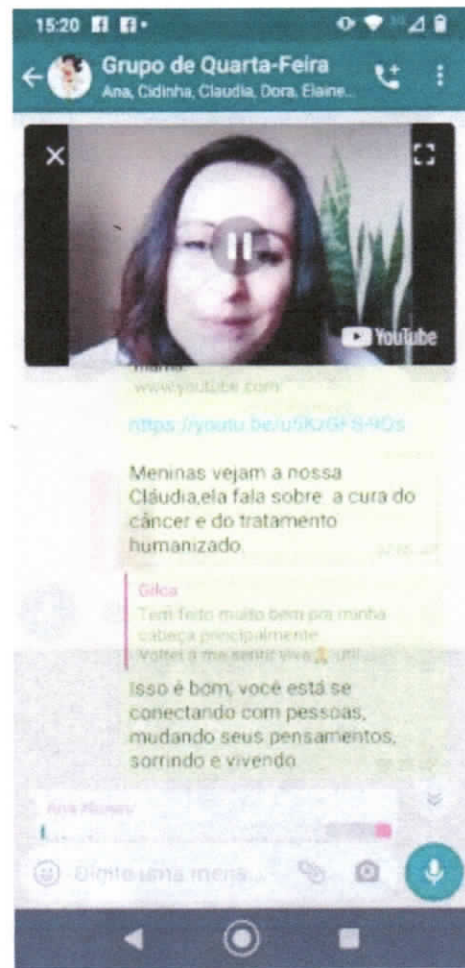 15:20
Grupo de Quarta-Feira
Ana, Cidinha, Claudia, Dora, Elaine...
YouTube
mama.
www.youtube.com
Meninas vejam a nossa
Cláudia,ela fala sobre a cura do
câncer e do tratamento
humanizado.
Gilca
Tem feito muito bem pra minha
cabeça principalmente
Voltei a me sentir viva🙏 útil...
Isso é bom, você está se
conectando com pessoas,
mudando seus pensamentos,
sorrindo e vivendo
Ana
Digite uma mens...